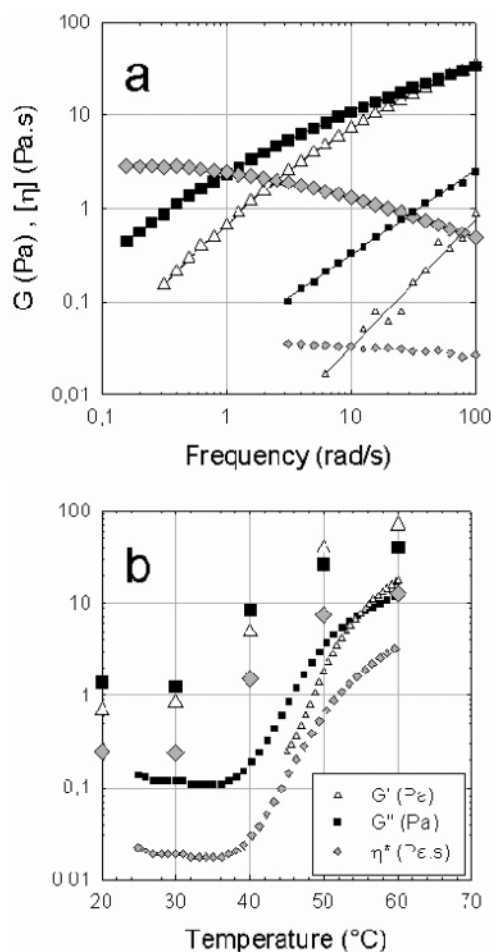 100
10
1
0.1
0,01
0,1 1 10 100
G (Pa) , [η] (Pa.s)
a
Frequency (rad/s)
100
10
1
0.1
0 01
20 30 40 50 60 70
b
G' (Pa)
G" (Pa)
η* (Pa.s)
Temperature (°C)